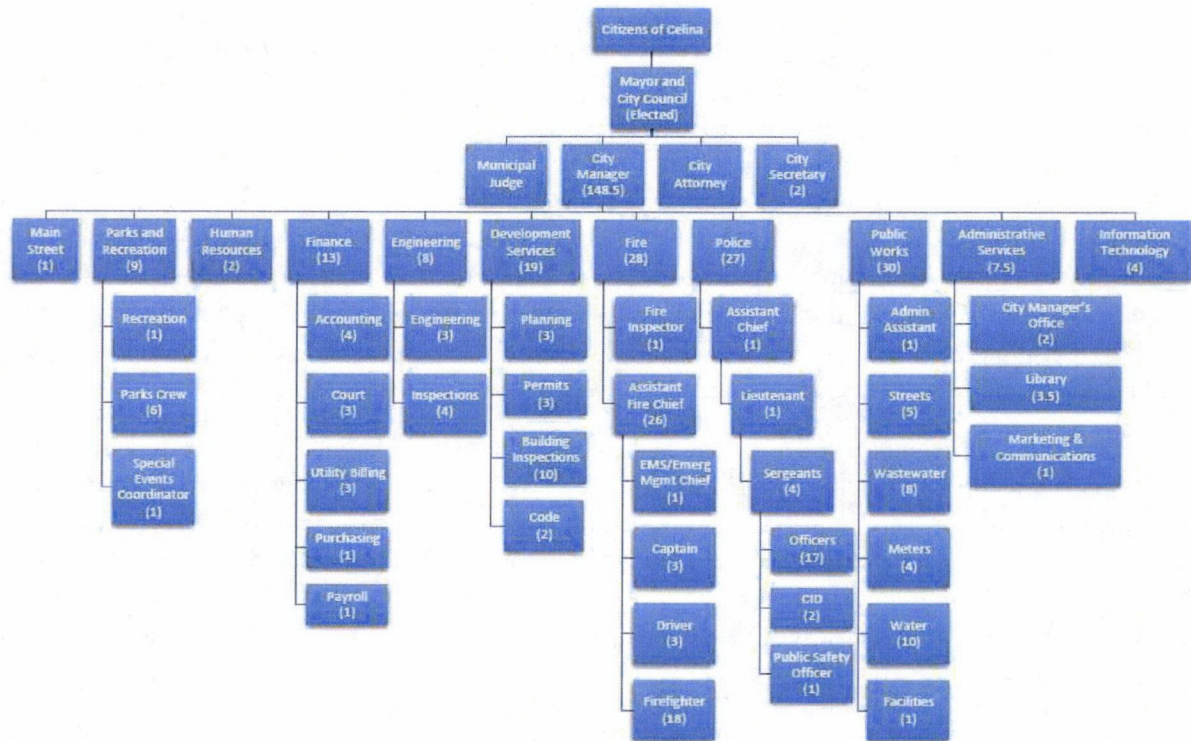 Citizens of Celina
Mayor and
City Council
(Elected)
Municipal
Judge
City
Manager
(148.5)
City
Attorney
City
Secretary
(2)
Main
Street
(1)
Parks and
Recreation
(9)
Human
Resources
(2)
Finance
(13)
Engineering
(8)
Development
Services
(19)
Fire
(28)
Police
(27)
Public
Works
(30)
Administrative
Services
(7.5)
Information
Technology
(4)
Recreation
(1)
Parks Crew
(6)
Special
Events
Coordinator
(1)
Accounting
(4)
Court
(3)
Utility Billing
(3)
Purchasing
(1)
Payroll
(1)
Engineering
(3)
Inspections
(4)
Planning
(3)
Permits
(3)
Building
Inspections
(10)
Code
(2)
Fire
Inspector
(1)
Assistant
Fire Chief
(26)
EMS/Emerg
Mgmt Chief
(1)
Captain
(3)
Driver
(3)
Firefighter
(18)
Assistant
Chief
(1)
Lieutenant
(1)
Sergeants
(4)
Officers
(17)
CID
(2)
Public Safety
Officer
(1)
Admin
Assistant
(1)
Streets
(5)
Wastewater
(8)
Meters
(4)
Water
(10)
Facilities
(1)
City Manager's
Office
(2)
Library
(3.5)
Marketing &
Communications
(1)